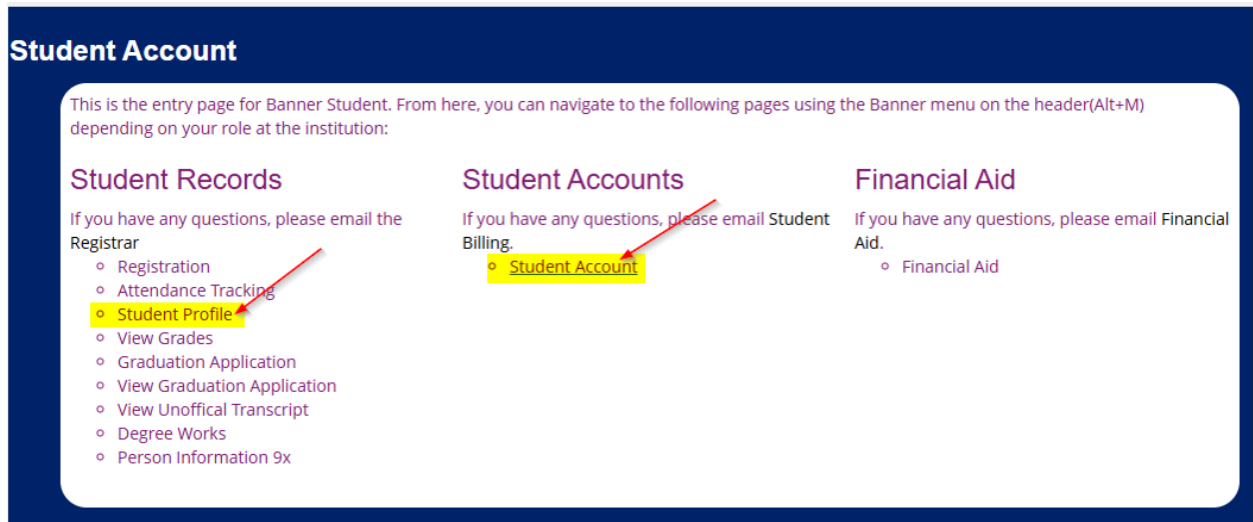 Student Account
This is the entry page for Banner Student. From here, you can navigate to the following pages using the Banner menu on the header(Alt+M)
depending on your role at the institution:
Student Records
If you have any questions, please email the
Registrar
Registration
Attendance Tracking
Student Profile
View Grades
Graduation Application
View Graduation Application
View Unoffical Transcript
Degree Works
Person Information 9x
Student Accounts
If you have any questions, please email Student
Billing.
Student Account
Financial Aid
If you have any questions, please email Financial
Aid.
Financial Aid